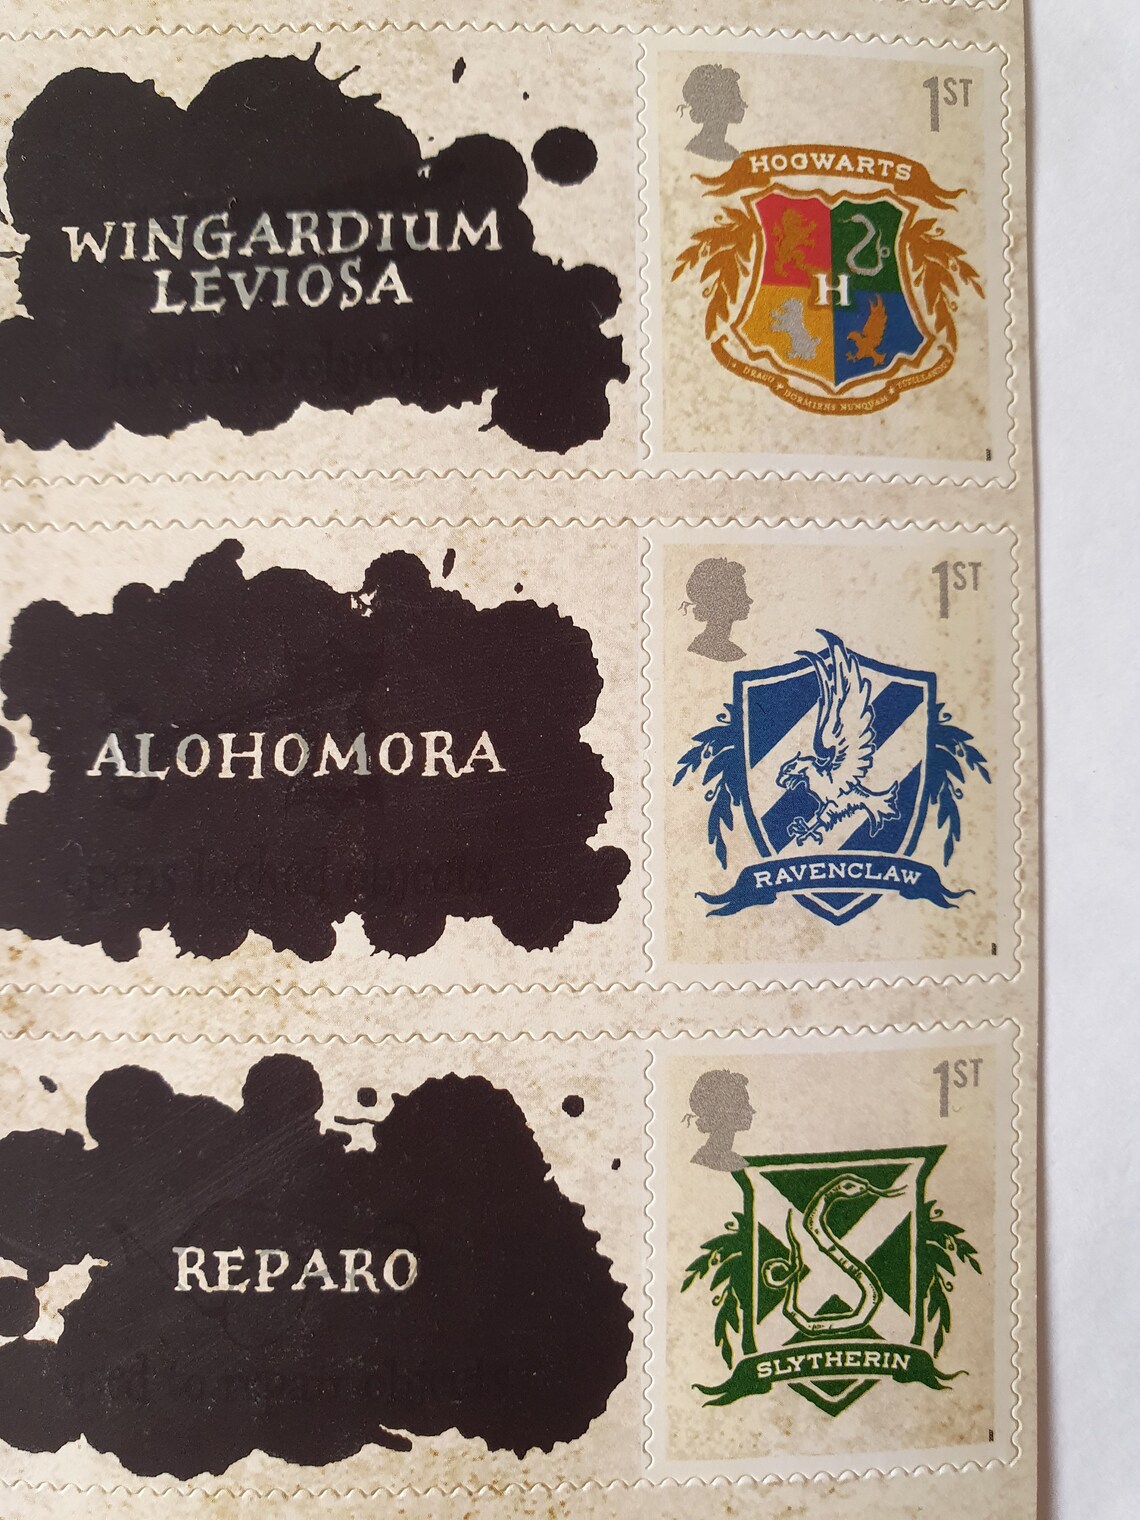 WINGARDIUM
LEVIOSA
1ST
HOGWARTS
H
DRACO DORMIENS NUNQUAM TITILLANDUS
ALOHOMORA
1ST
RAVENCLAW
REPARO
1ST
SLYTHERIN